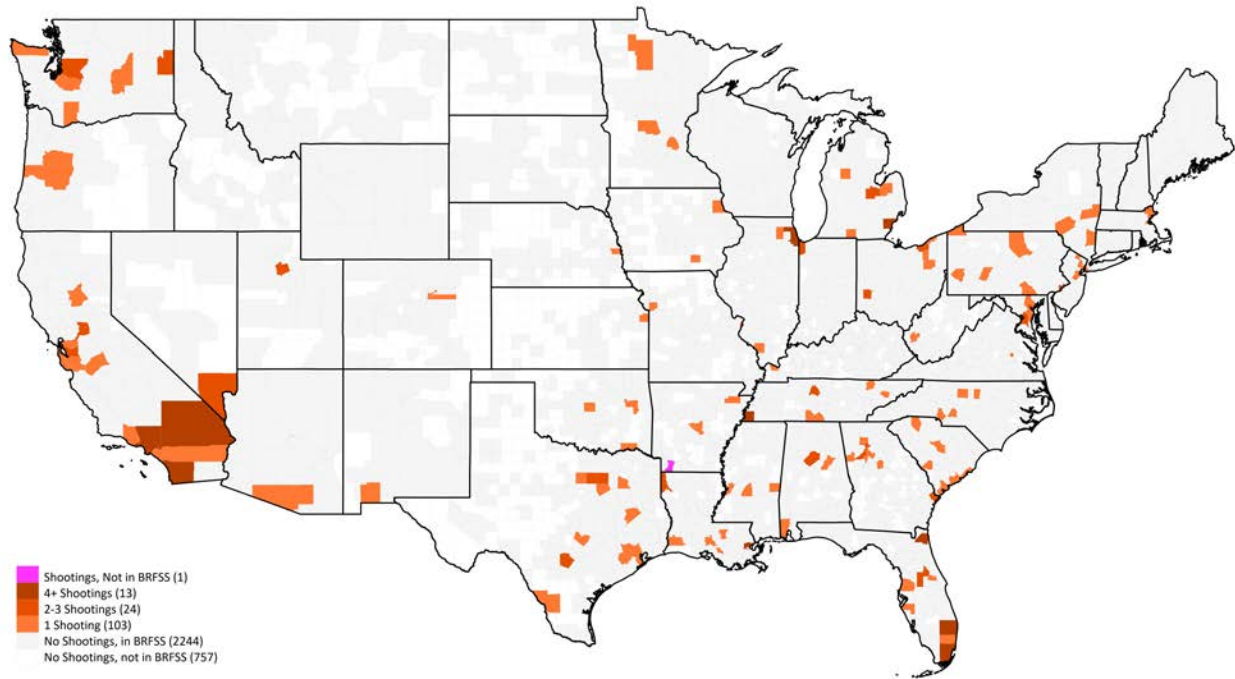 Shootings, Not in BRFSS (1)
4+ Shootings (13)
2-3 Shootings (24)
1 Shooting (103)
No Shootings, in BRFSS (2244)
No Shootings, not in BRFSS (757)